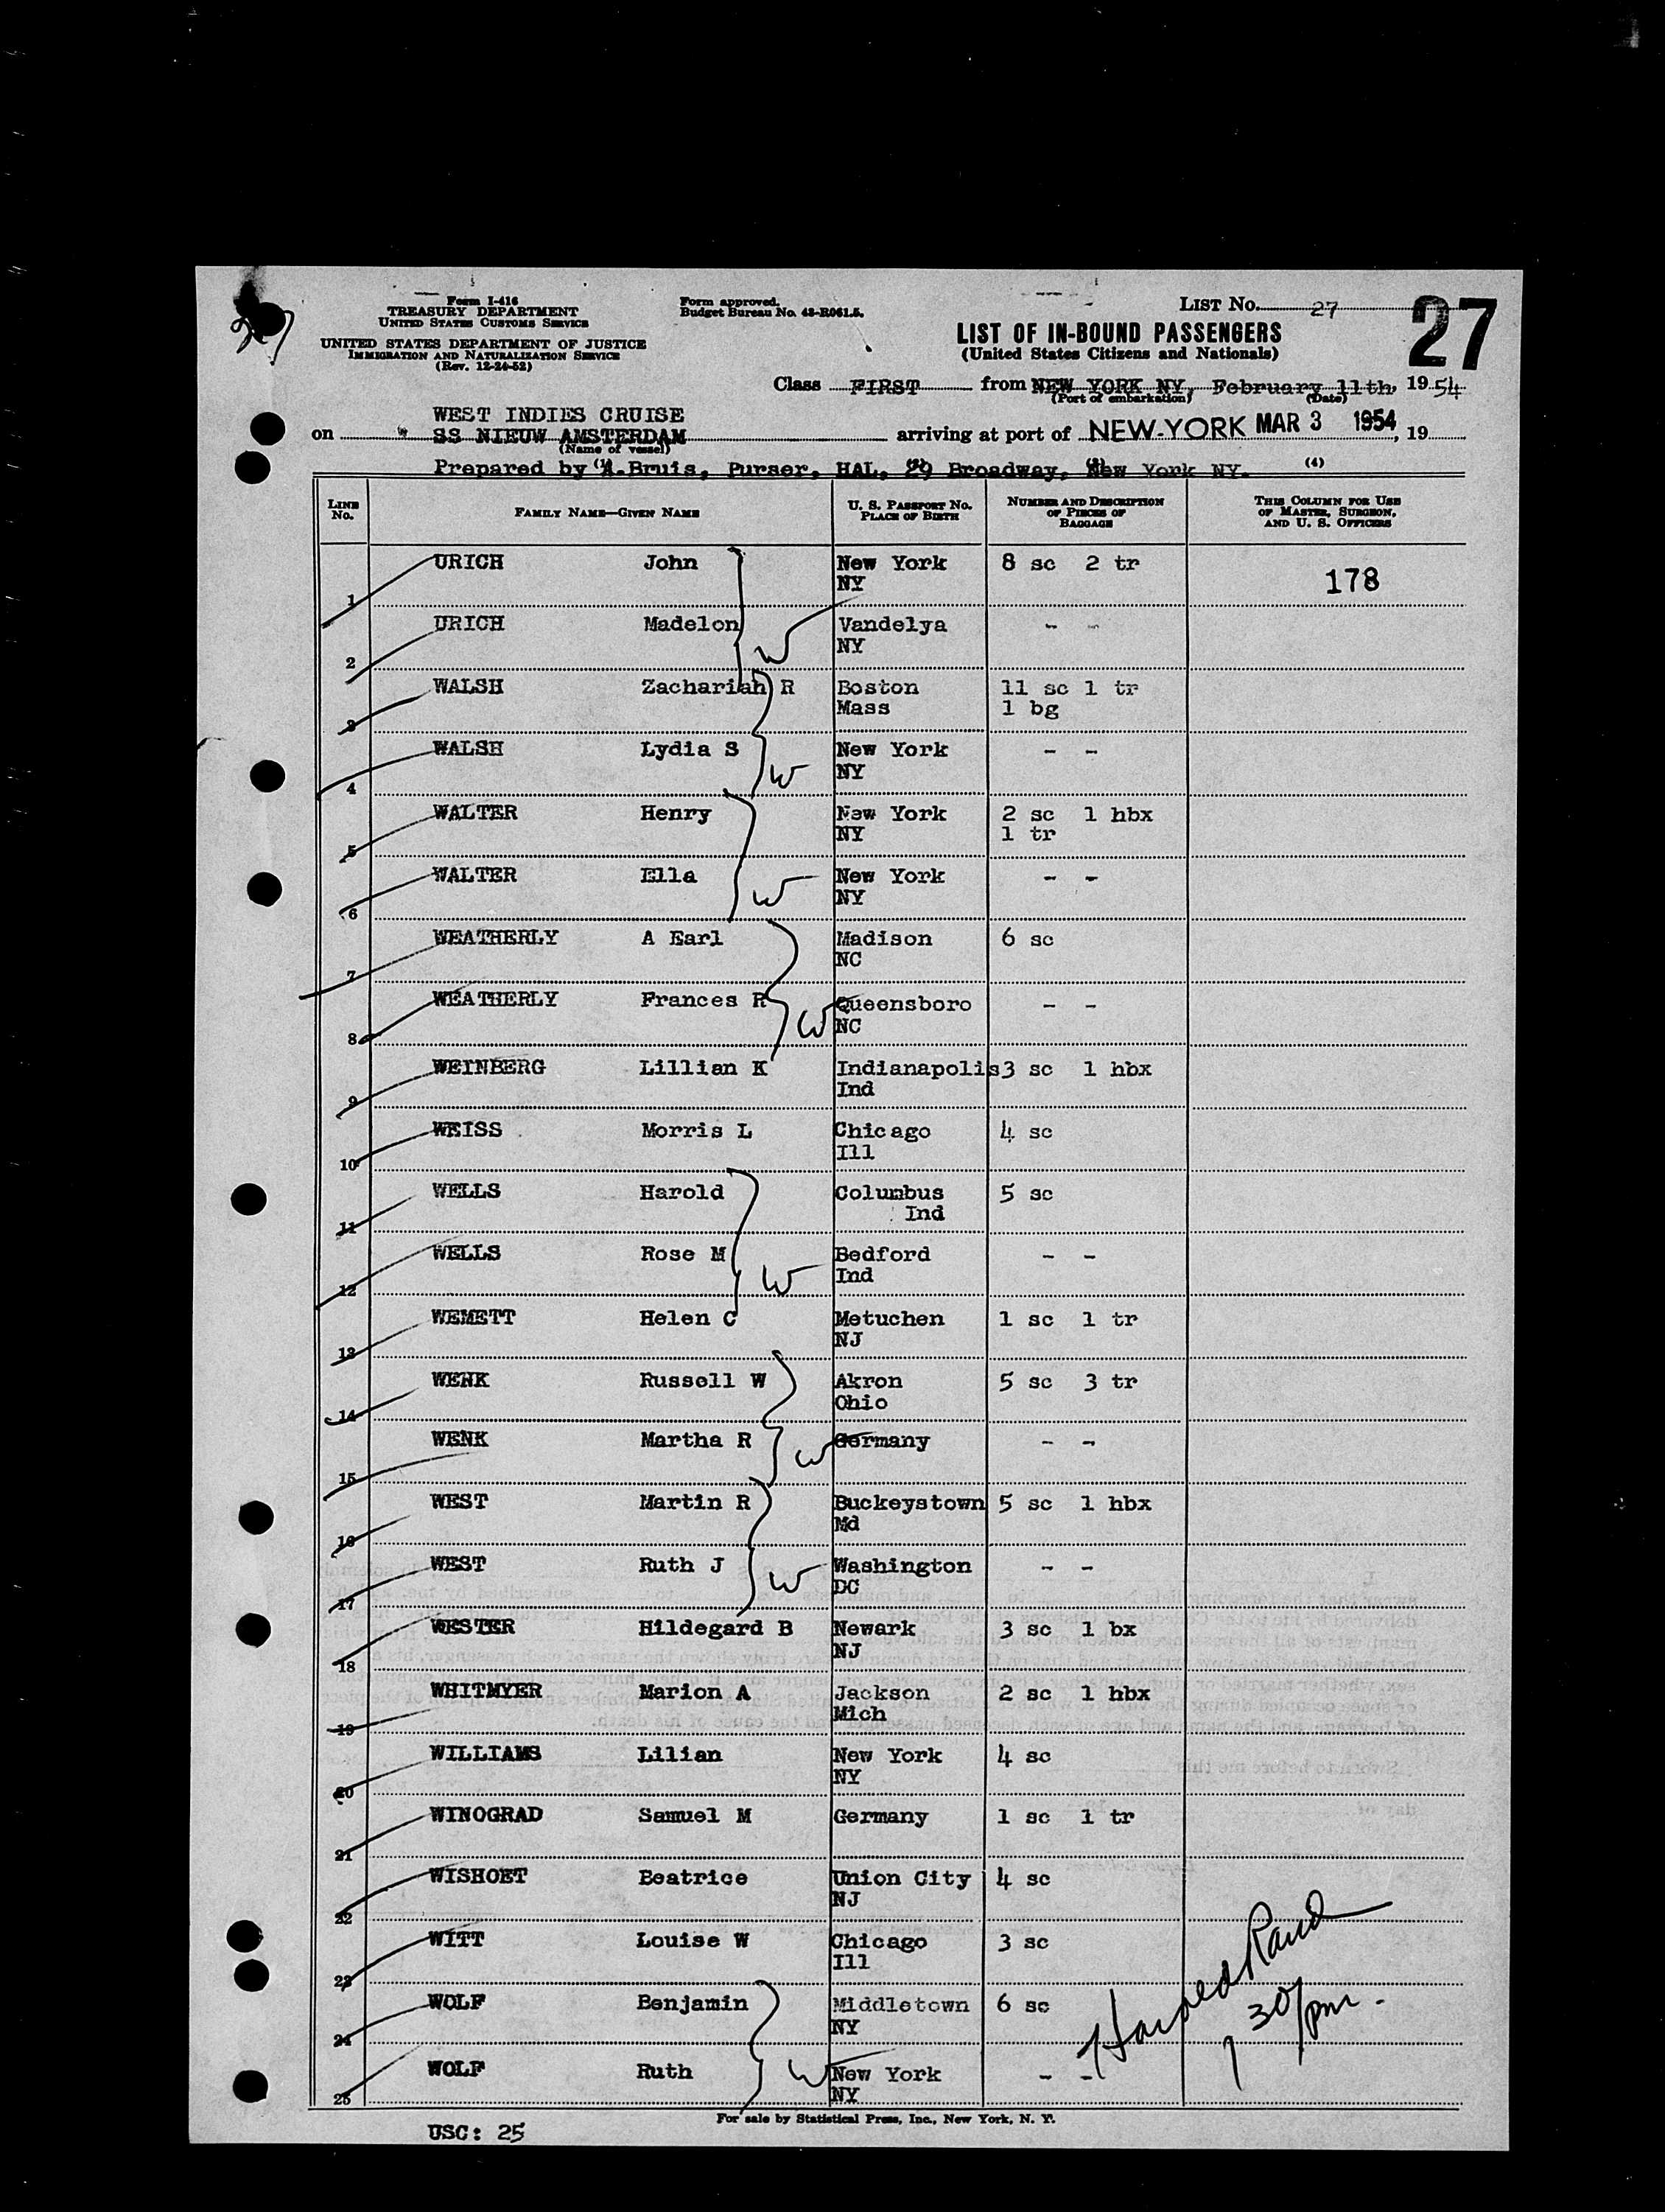 Form I-416
TREASURY DEPARTMENT
UNITED STATES CUSTOMS SERVICE
UNITED STATES DEPARTMENT OF JUSTICE
IMMIGRATION AND NATURALIZATION SERVICE
(Rev. 12-24-52)
Form approved.
Budget Bureau No. 43-R061.5.
LIST NO. 27
27
LIST OF IN-BOUND PASSENGERS
(United States Citizens and Nationals)
Class FIRST from NEW YORK NY, February 11th, 1954
(Port of embarkation) (Date)
WEST INDIES CRUISE
on SS NIEUW AMSTERDAM arriving at port of NEW-YORK MAR 3 1954, 19
(Name of vessel)
Prepared by A.Bruis, Purser, HAL, 29 Broadway, New York NY.
(1) (2) (3) (4)
LINE NO. FAMILY NAME—GIVEN NAME U. S. PASSPORT NO. PLACE OF BIRTH NUMBER AND DESCRIPTION OF PIECES OF BAGGAGE THIS COLUMN FOR USE OF MASTER, SURGEON, AND U. S. OFFICERS
1 URICH John New York NY 8 sc 2 tr 178
2 URICH Madelon W Vandelya NY - -
3 WALSH Zachariah R Boston Mass 11 sc 1 tr 1 bg
4 WALSH Lydia S W New York NY - -
5 WALTER Henry New York NY 2 sc 1 hbx 1 tr
6 WALTER Ella W New York NY - -
7 WEATHERLY A Earl Madison NC 6 sc
8 WEATHERLY Frances R W Queensboro NC - -
9 WEINBERG Lillian K Indianapolis Ind 3 sc 1 hbx
10 WEISS Morris L Chicago Ill 4 sc
11 WELLS Harold Columbus Ind 5 sc
12 WELLS Rose M W Bedford Ind - -
13 WEMETT Helen C Metuchen NJ 1 sc 1 tr
14 WENK Russell W Akron Ohio 5 sc 3 tr
15 WENK Martha R W Germany - -
16 WEST Martin R Buckeystown Md 5 sc 1 hbx
17 WEST Ruth J W Washington DC - -
18 WESTER Hildegard B Newark NJ 3 sc 1 bx
19 WHITMYER Marion A Jackson Mich 2 sc 1 hbx
20 WILLIAMS Lilian New York NY 4 sc
21 WINOGRAD Samuel M Germany 1 sc 1 tr
22 WISHOET Beatrice Union City NJ 4 sc
23 WITT Louise W Chicago Ill 3 sc
24 WOLF Benjamin Middletown NY 6 sc
25 WOLF Ruth W New York NY - -
30/pm.
For sale by Statistical Press, Inc., New York, N. Y.
USC: 25